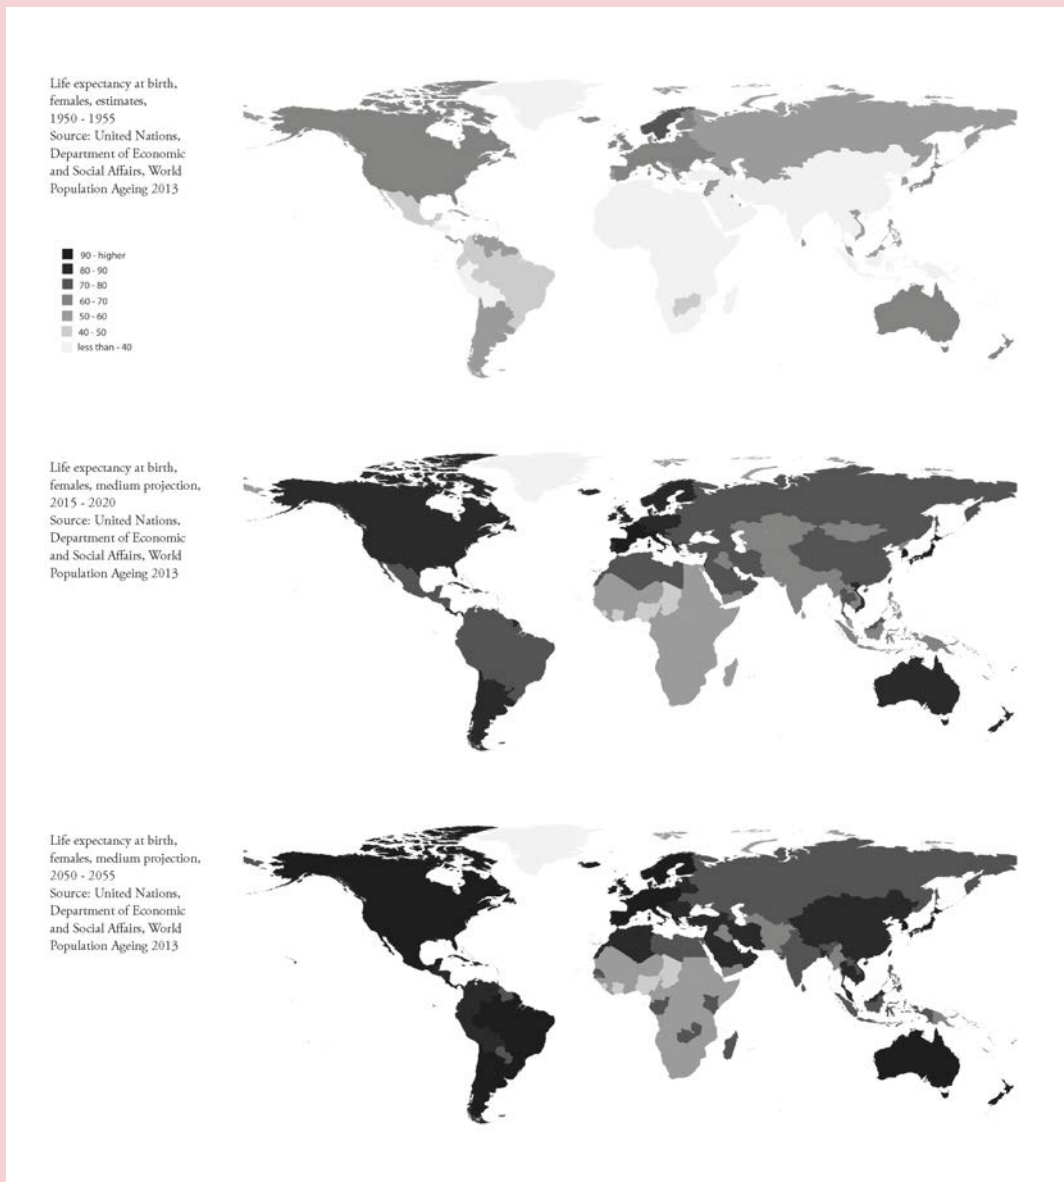 Life expectancy at birth,
females, estimates,
1950 - 1955
Source: United Nations,
Department of Economic
and Social Affairs, World
Population Ageing 2013
90 - higher
80 - 90
70 - 80
60 - 70
50 - 60
40 - 50
less than - 40
Life expectancy at birth,
females, medium projection,
2015 - 2020
Source: United Nations,
Department of Economic
and Social Affairs, World
Population Ageing 2013
Life expectancy at birth,
females, medium projection,
2050 - 2055
Source: United Nations,
Department of Economic
and Social Affairs, World
Population Ageing 2013